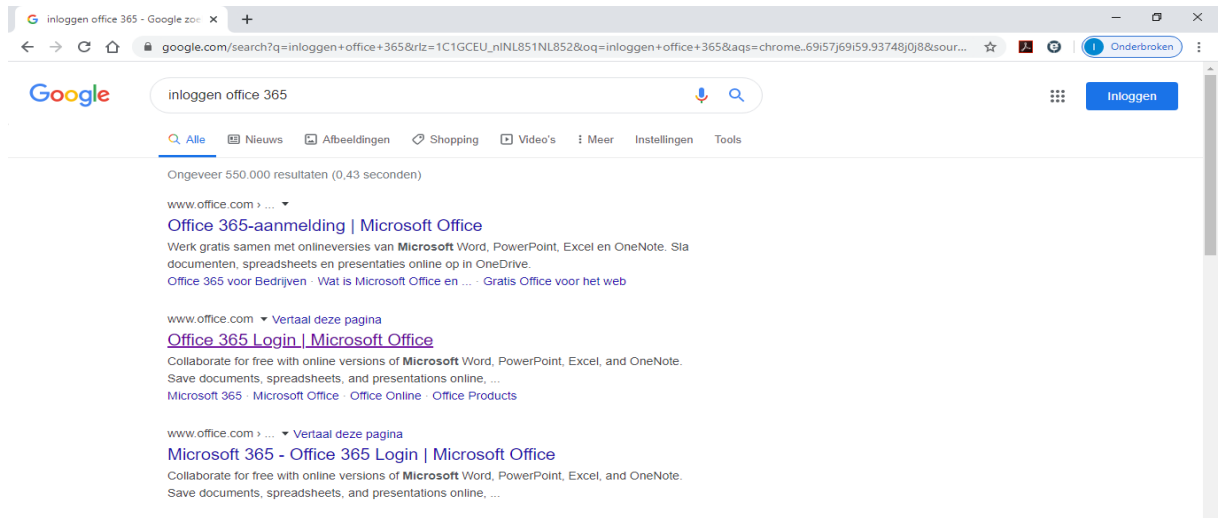 inloggen office 365 - Google zoe
google.com/search?q=inloggen+office+365&rlz=1C1GCEU_nlNL851NL852&oq=inloggen+office+365&aqs=chrome..69i57j69i59.93748j0j8&sour...
Onderbroken
Google
inloggen office 365
Inloggen
Alle Nieuws Afbeeldingen Shopping Video's Meer Instellingen Tools
Ongeveer 550.000 resultaten (0,43 seconden)
www.office.com › ...
Office 365-aanmelding | Microsoft Office
Werk gratis samen met onlineversies van Microsoft Word, PowerPoint, Excel en OneNote. Sla
documenten, spreadsheets en presentaties online op in OneDrive.
Office 365 voor Bedrijven · Wat is Microsoft Office en ... · Gratis Office voor het web
www.office.com Vertaal deze pagina
Office 365 Login | Microsoft Office
Collaborate for free with online versions of Microsoft Word, PowerPoint, Excel, and OneNote.
Save documents, spreadsheets, and presentations online, ...
Microsoft 365 · Microsoft Office · Office Online · Office Products
www.office.com › ... Vertaal deze pagina
Microsoft 365 - Office 365 Login | Microsoft Office
Collaborate for free with online versions of Microsoft Word, PowerPoint, Excel, and OneNote.
Save documents, spreadsheets, and presentations online, ...